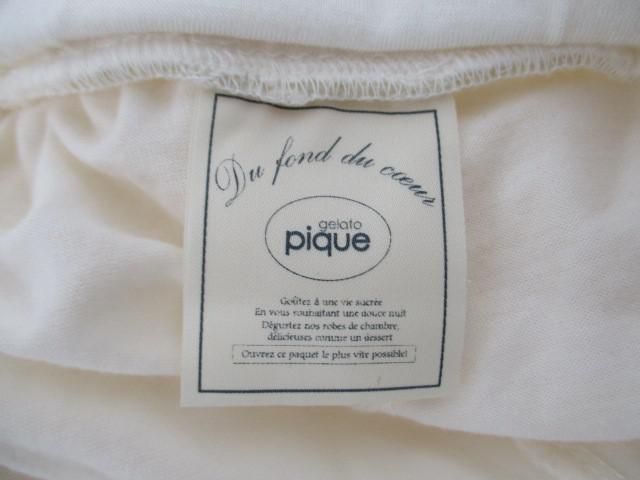 Du fond du cœur
gelato
pique
Goûtez à une vie sucrée
En vous souhaitant une douce nuit
Dégustez nos robes de chambre,
délicieuses comme un dessert
Ouvrez ce paquet le plus vite possible!